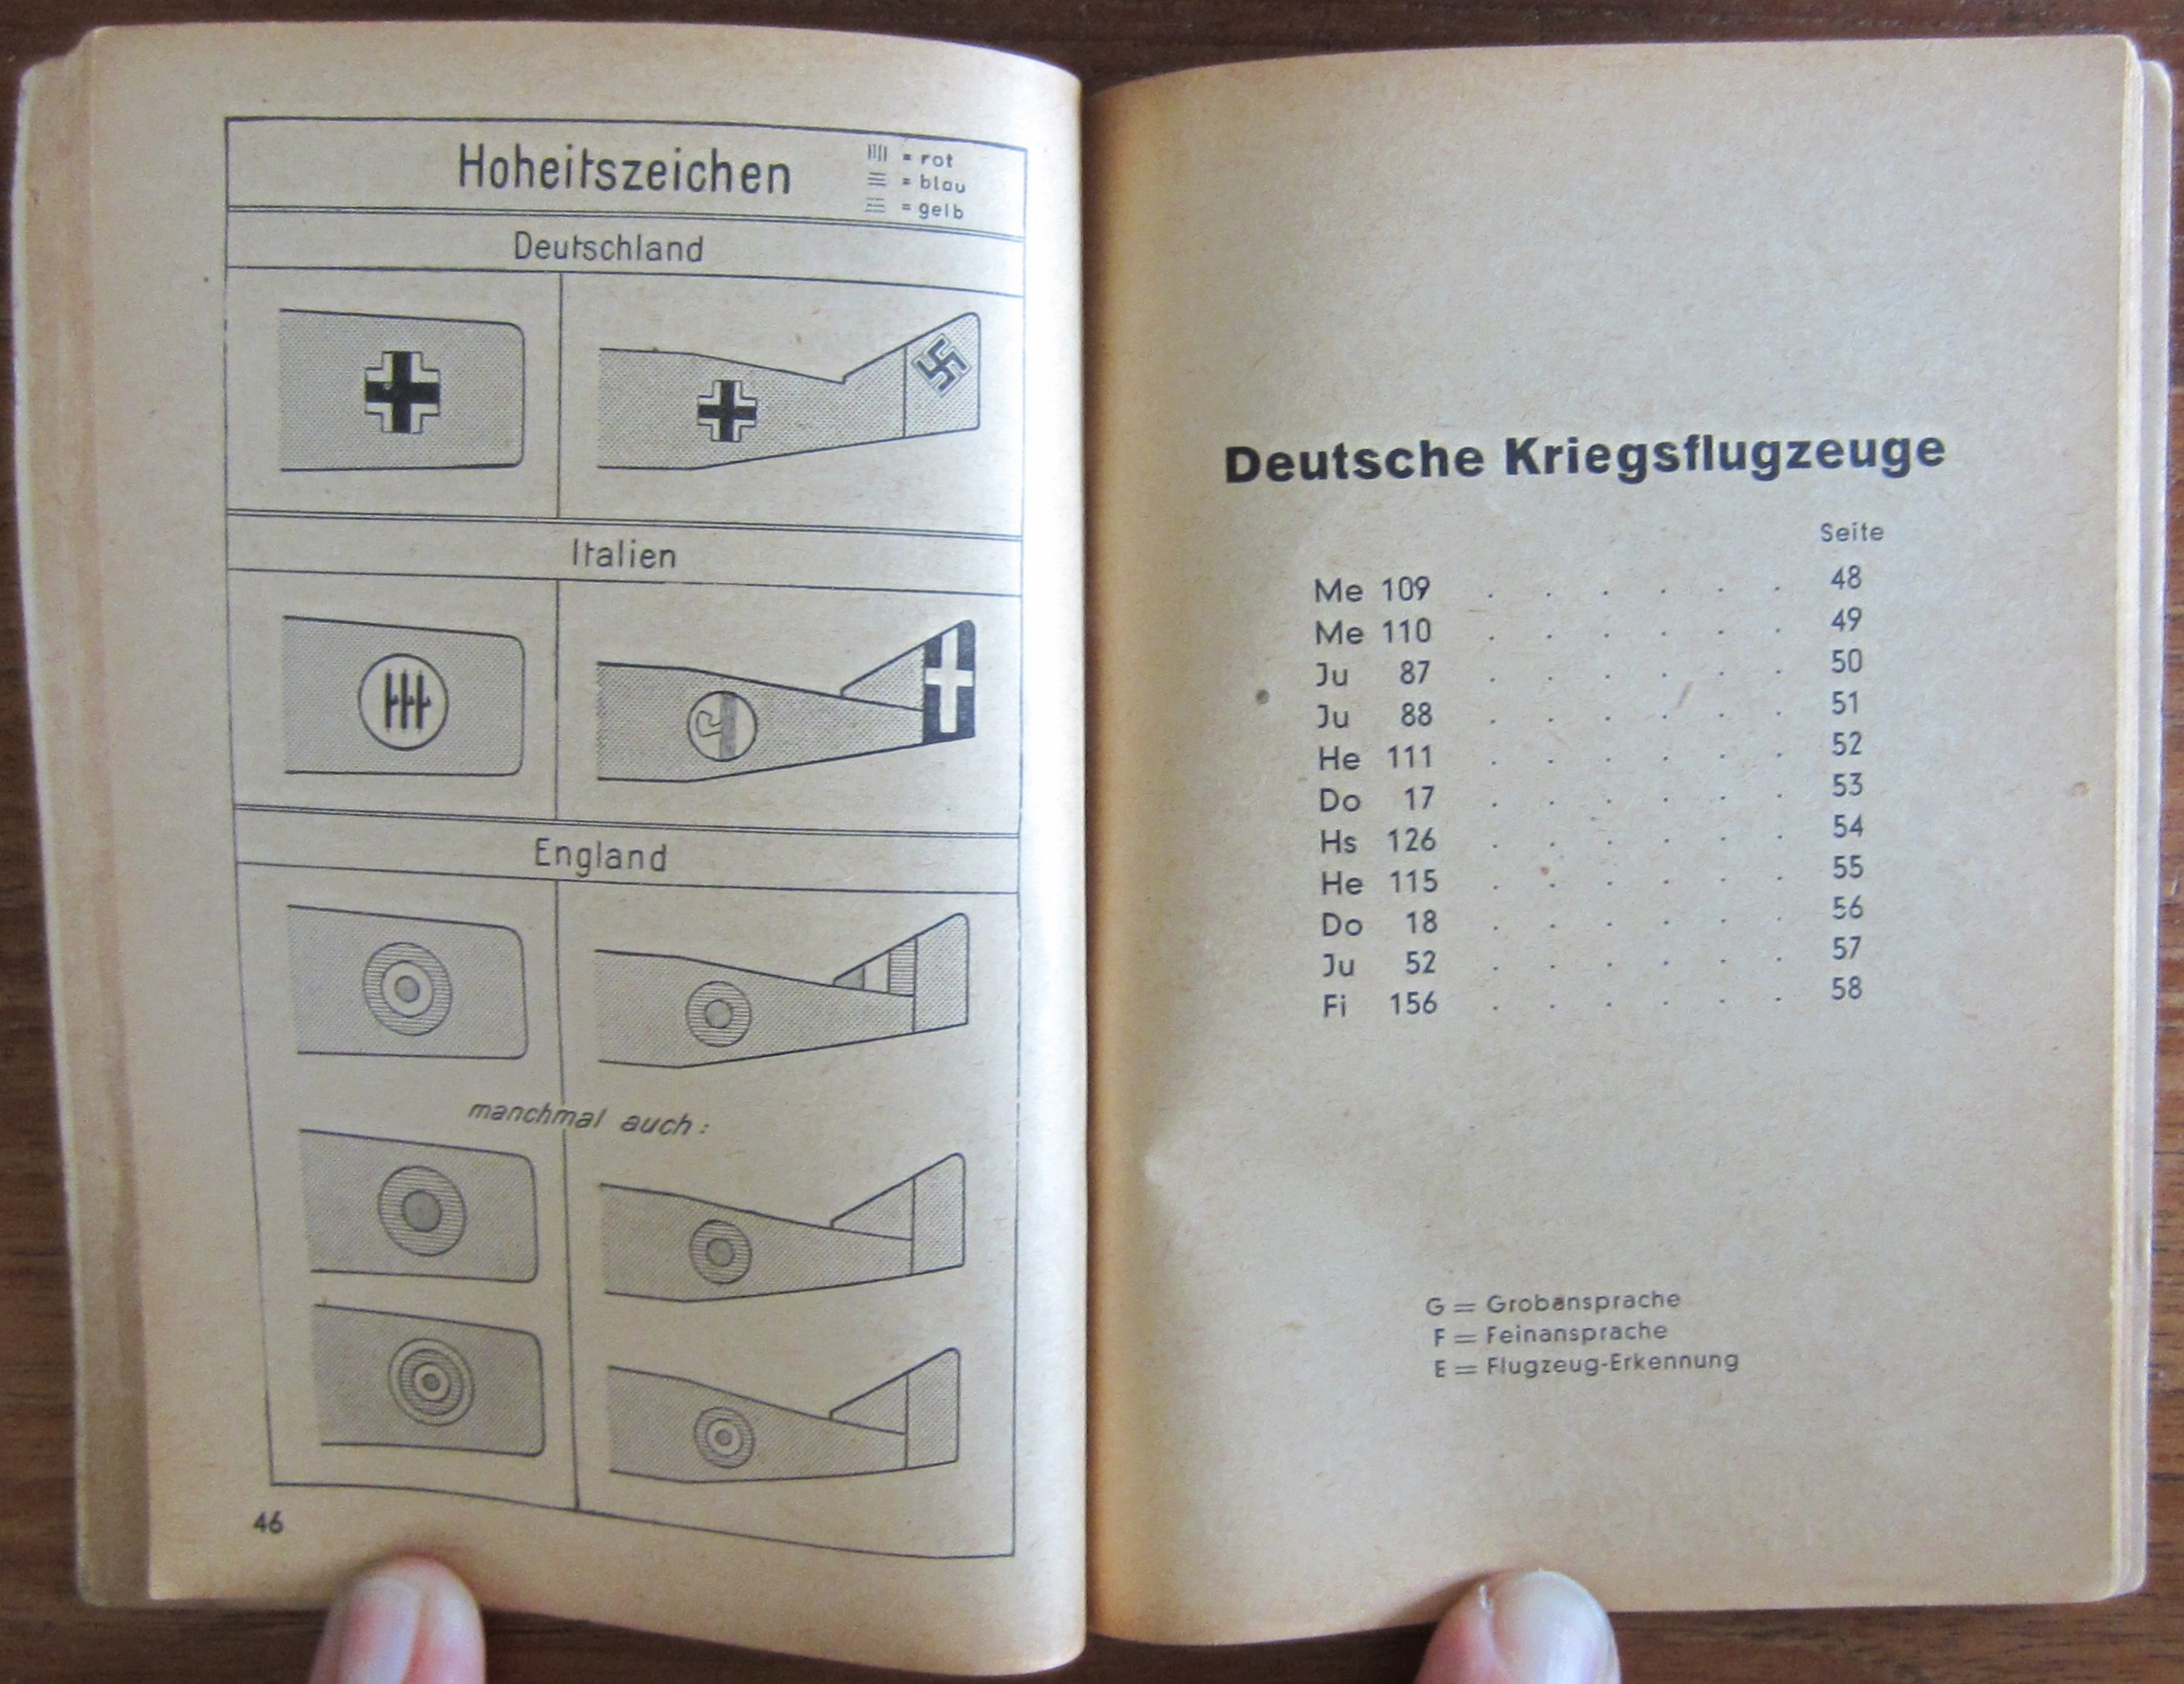 Hoheitszeichen
= rot
= blau
= gelb
Deutschland
Italien
England
manchmal auch:
46
Deutsche Kriegsflugzeuge
Seite
Me 109 . . . . . . 48
Me 110 . . . . . . 49
Ju 87 . . . . . . 50
Ju 88 . . . . . . 51
He 111 . . . . . . 52
Do 17 . . . . . . 53
Hs 126 . . . . . . 54
He 115 . . . . . . 55
Do 18 . . . . . . 56
Ju 52 . . . . . . 57
Fi 156 . . . . . . 58
G = Grobansprache
F = Feinansprache
E = Flugzeug-Erkennung